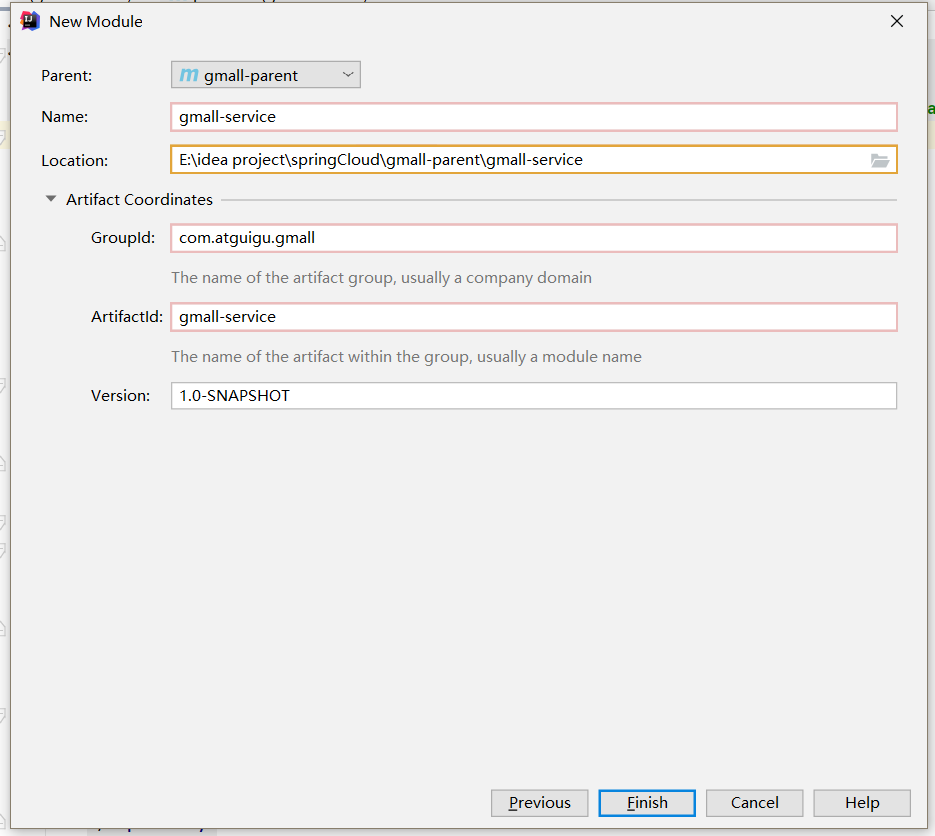 New Module
Parent: gmall-parent
Name: gmall-service
Location: E:\idea project\springCloud\gmall-parent\gmall-service
Artifact Coordinates
GroupId: com.atguigu.gmall
The name of the artifact group, usually a company domain
ArtifactId: gmall-service
The name of the artifact within the group, usually a module name
Version: 1.0-SNAPSHOT
Previous Finish Cancel Help